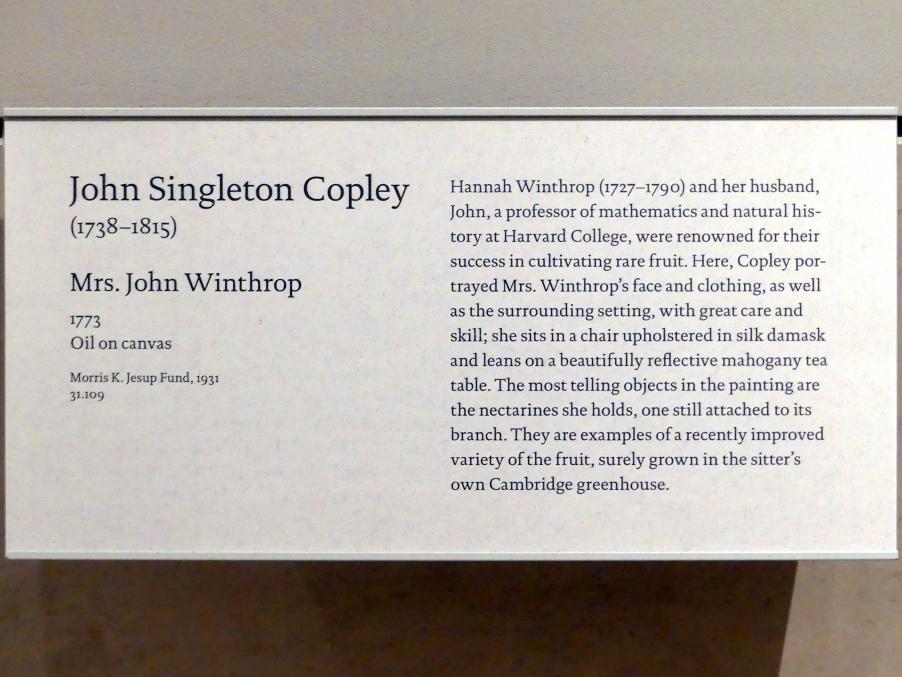 John Singleton Copley
(1738–1815)
Mrs. John Winthrop
1773
Oil on canvas
Morris K. Jesup Fund, 1931
31.109
Hannah Winthrop (1727–1790) and her husband,
John, a professor of mathematics and natural his-
tory at Harvard College, were renowned for their
success in cultivating rare fruit. Here, Copley por-
trayed Mrs. Winthrop's face and clothing, as well
as the surrounding setting, with great care and
skill; she sits in a chair upholstered in silk damask
and leans on a beautifully reflective mahogany tea
table. The most telling objects in the painting are
the nectarines she holds, one still attached to its
branch. They are examples of a recently improved
variety of the fruit, surely grown in the sitter's
own Cambridge greenhouse.